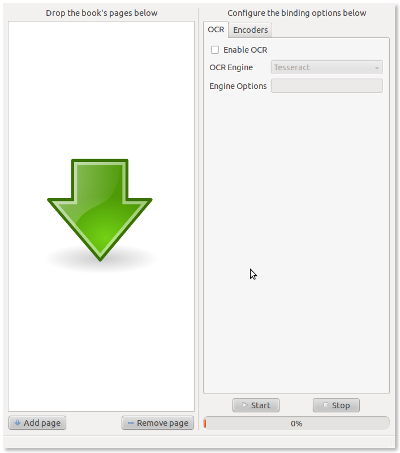 Drop the book's pages below
Configure the binding options below
OCR
Encoders
Enable OCR
OCR Engine
Tesseract
Engine Options
Start
Stop
Add page
Remove page
0%